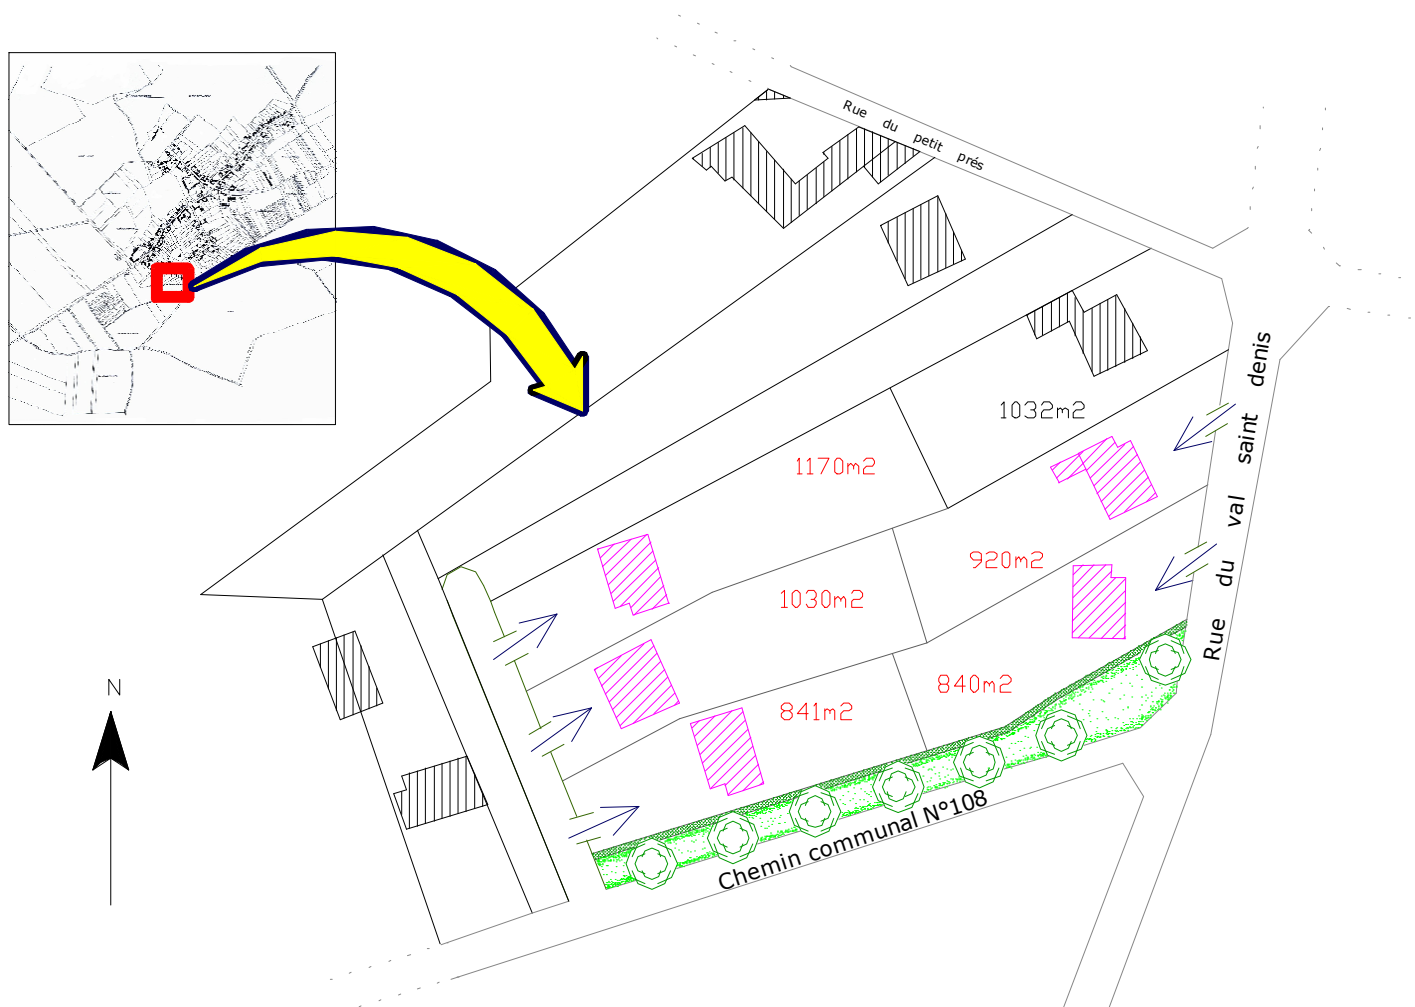 Rue du petit prés
Rue du val saint denis
1032m2
1170m2
920m2
1030m2
840m2
841m2
N
Chemin communal N°108